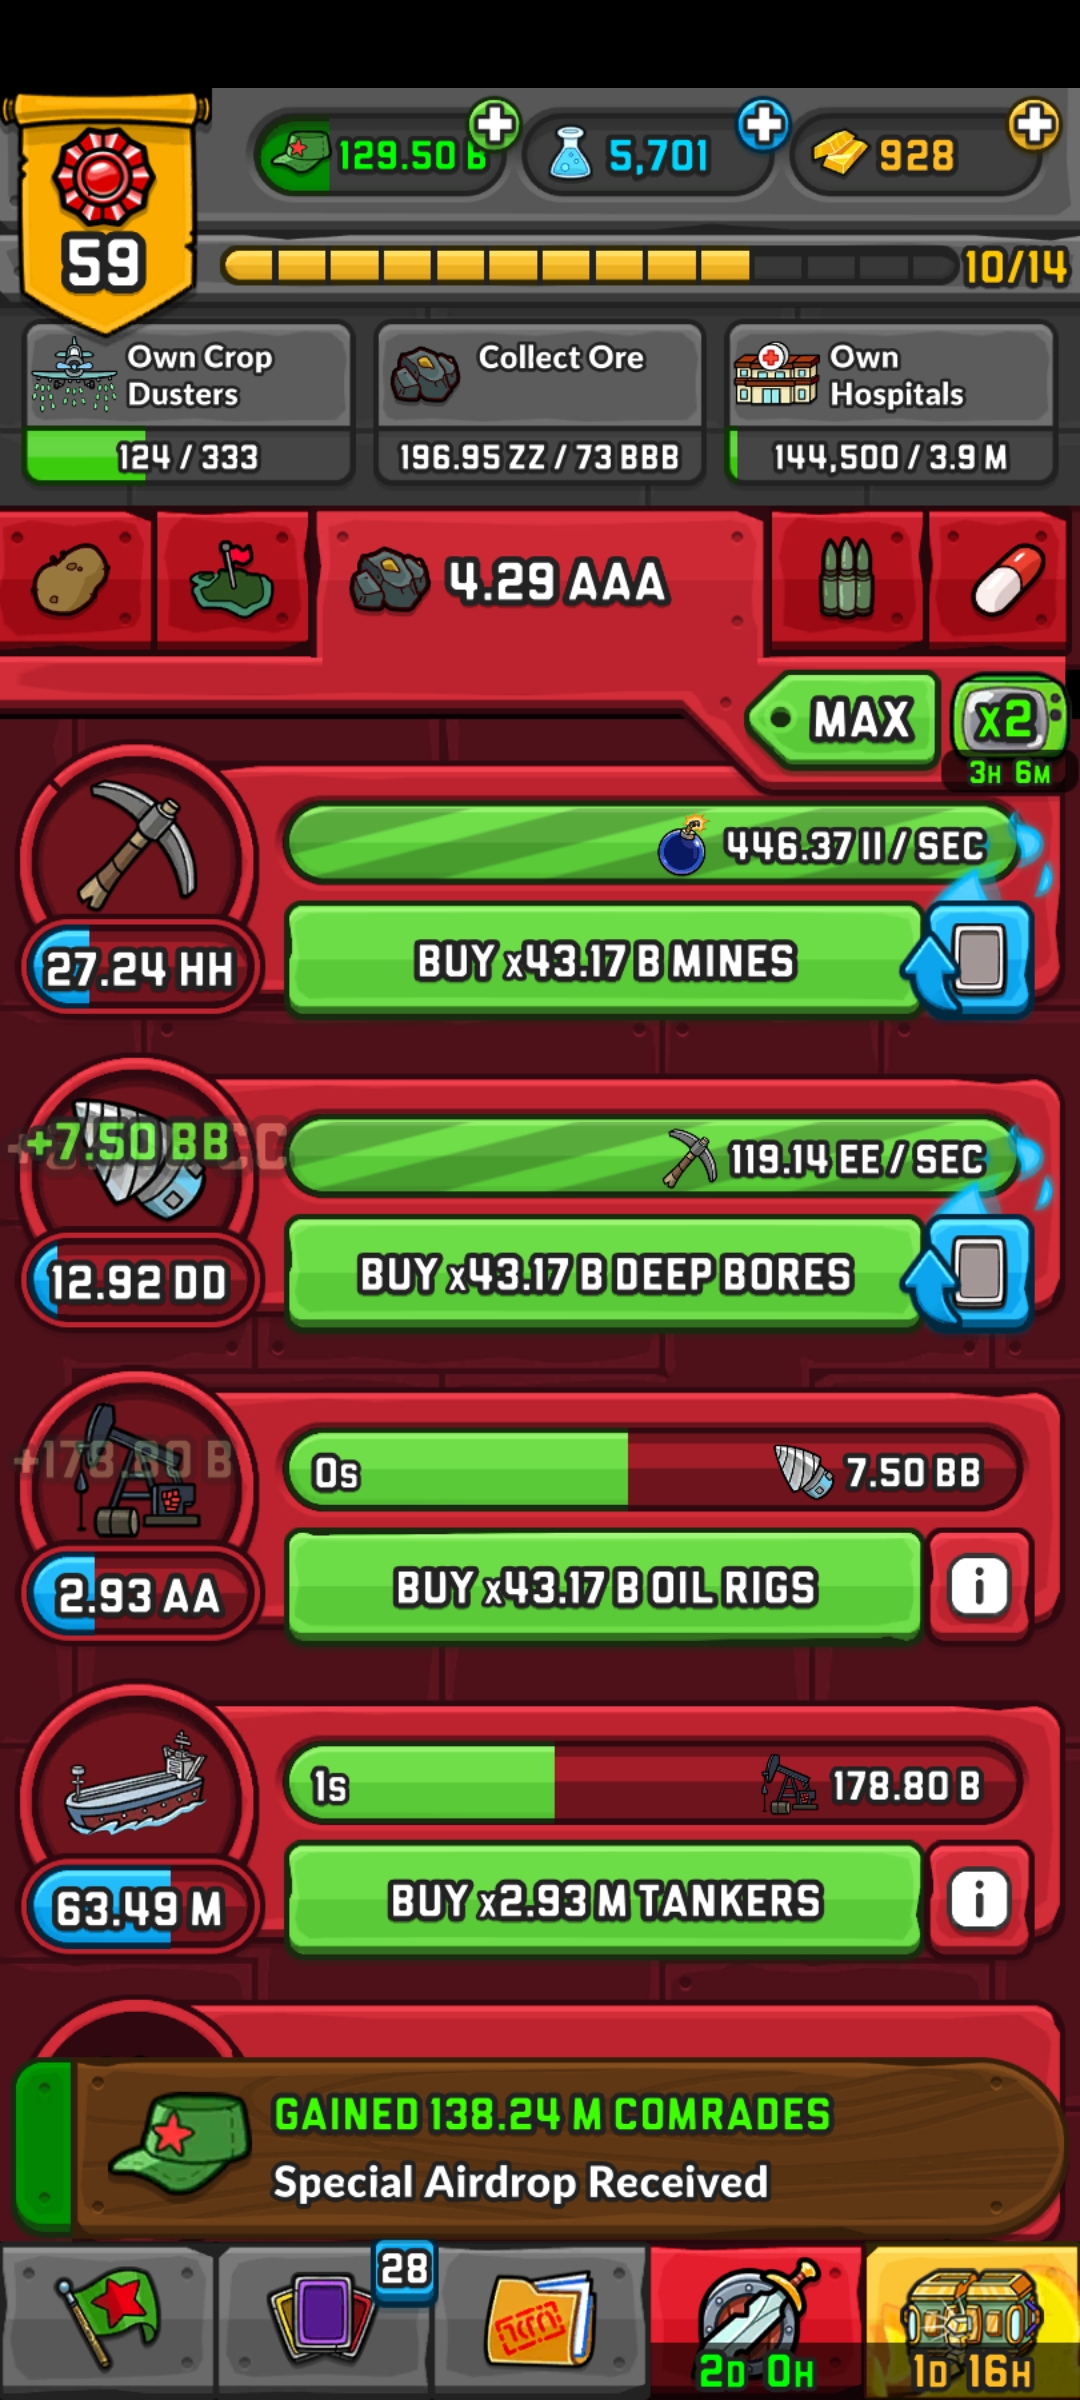 129.50 B
5,701
928
59
10/14
Own Crop
Dusters
124 / 333
Collect Ore
196.95 ZZ / 73 BBB
Own
Hospitals
144,500 / 3.9 M
4.29 AAA
MAX
x2
3H 6M
446.37 II / SEC
27.24 HH
BUY x43.17 B MINES
+7.50 BB
119.14 EE / SEC
12.92 DD
BUY x43.17 B DEEP BORES
+178.80 B
0s
7.50 BB
2.93 AA
BUY x43.17 B OIL RIGS
i
1s
178.80 B
63.49 M
BUY x2.93 M TANKERS
i
GAINED 138.24 M COMRADES
Special Airdrop Received
28
2D 0H
1D 16H